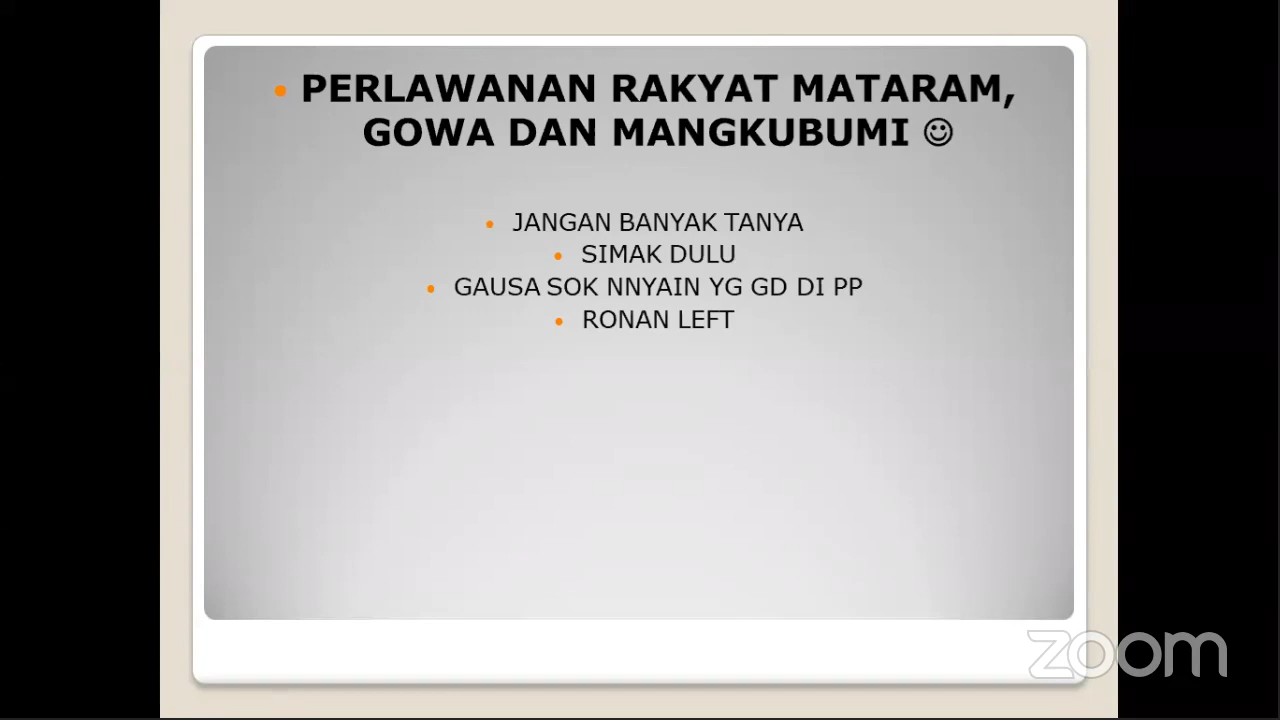 • PERLAWANAN RAKYAT MATARAM,
GOWA DAN MANGKUBUMI ☺
• JANGAN BANYAK TANYA
• SIMAK DULU
• GAUSA SOK NNYAIN YG GD DI PP
• RONAN LEFT
zoom